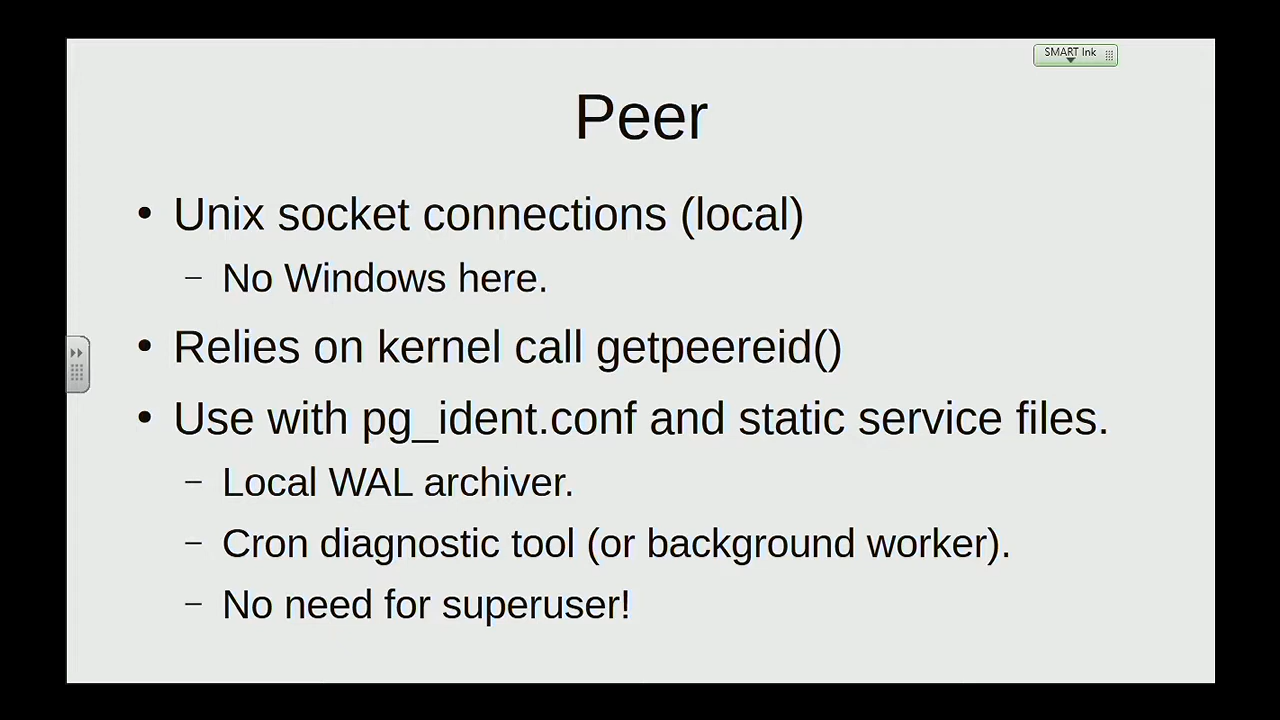 SMART Ink
Peer
• Unix socket connections (local)
– No Windows here.
• Relies on kernel call getpeereid()
• Use with pg_ident.conf and static service files.
– Local WAL archiver.
– Cron diagnostic tool (or background worker).
– No need for superuser!